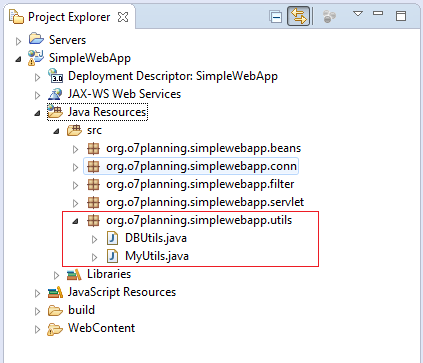 Project Explorer
Servers
SimpleWebApp
3.0 Deployment Descriptor: SimpleWebApp
JAX-WS Web Services
Java Resources
src
org.o7planning.simplewebapp.beans
org.o7planning.simplewebapp.conn
org.o7planning.simplewebapp.filter
org.o7planning.simplewebapp.servlet
org.o7planning.simplewebapp.utils
J DBUtils.java
J MyUtils.java
Libraries
JavaScript Resources
build
WebContent